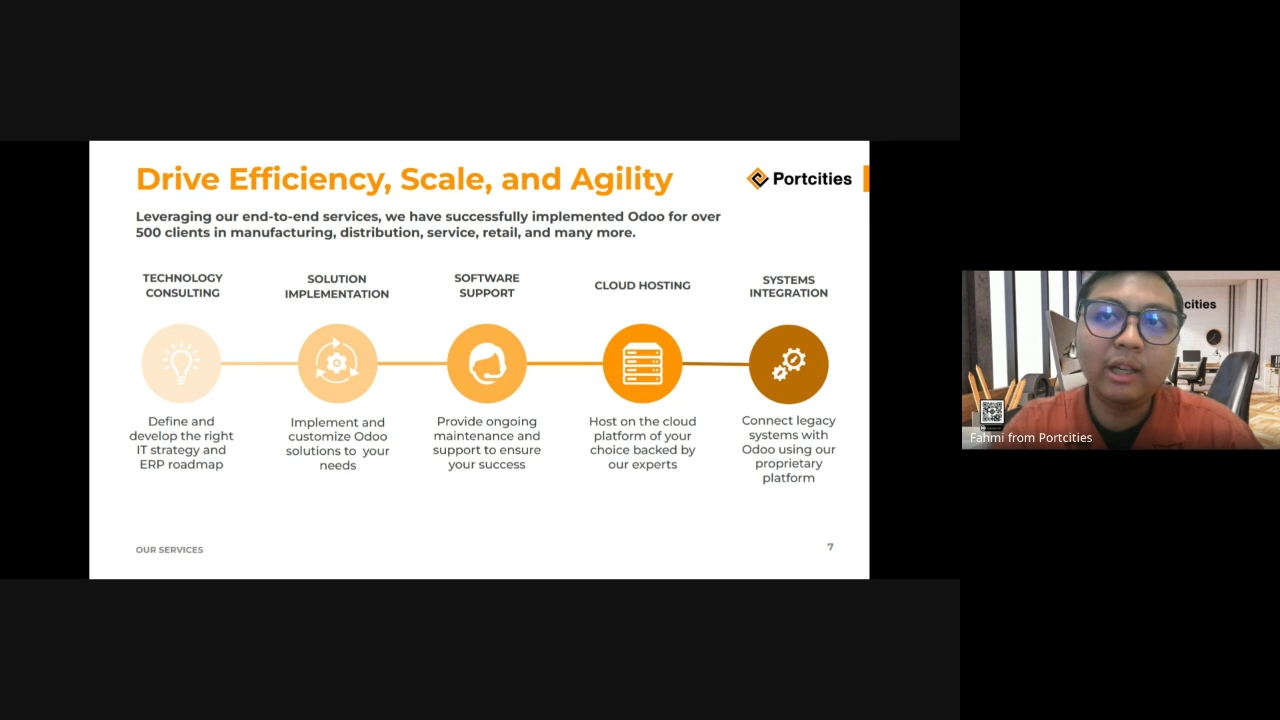 Drive Efficiency, Scale, and Agility
Portcities
Leveraging our end-to-end services, we have successfully implemented Odoo for over
500 clients in manufacturing, distribution, service, retail, and many more.
TECHNOLOGY
CONSULTING
SOLUTION
IMPLEMENTATION
SOFTWARE
SUPPORT
CLOUD HOSTING
SYSTEMS
INTEGRATION
Define and
develop the right
IT strategy and
ERP roadmap
Implement and
customize Odoo
solutions to your
needs
Provide ongoing
maintenance and
support to ensure
your success
Host on the cloud
platform of your
choice backed by
our experts
Connect legacy
systems with
Odoo using our
proprietary
platform
OUR SERVICES
7
cities
Fahmi from Portcities